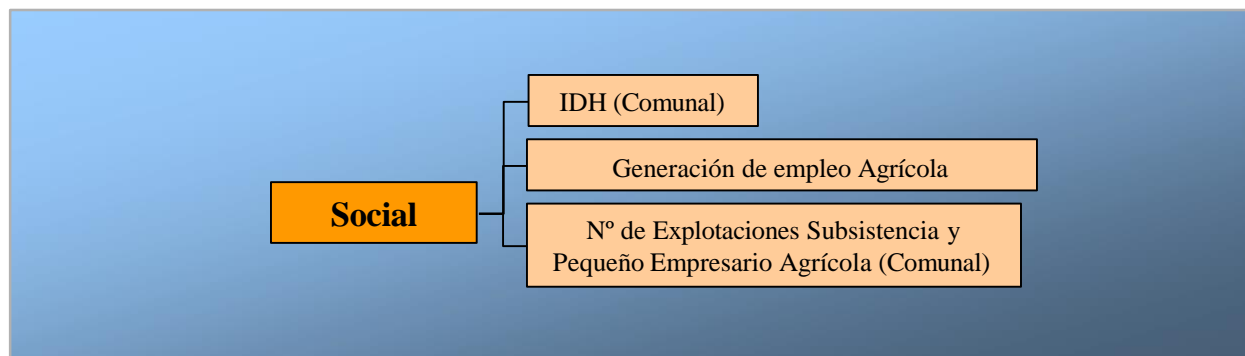 IDH (Comunal)
Generación de empleo Agrícola
Social
Nº de Explotaciones Subsistencia y
Pequeño Empresario Agrícola (Comunal)